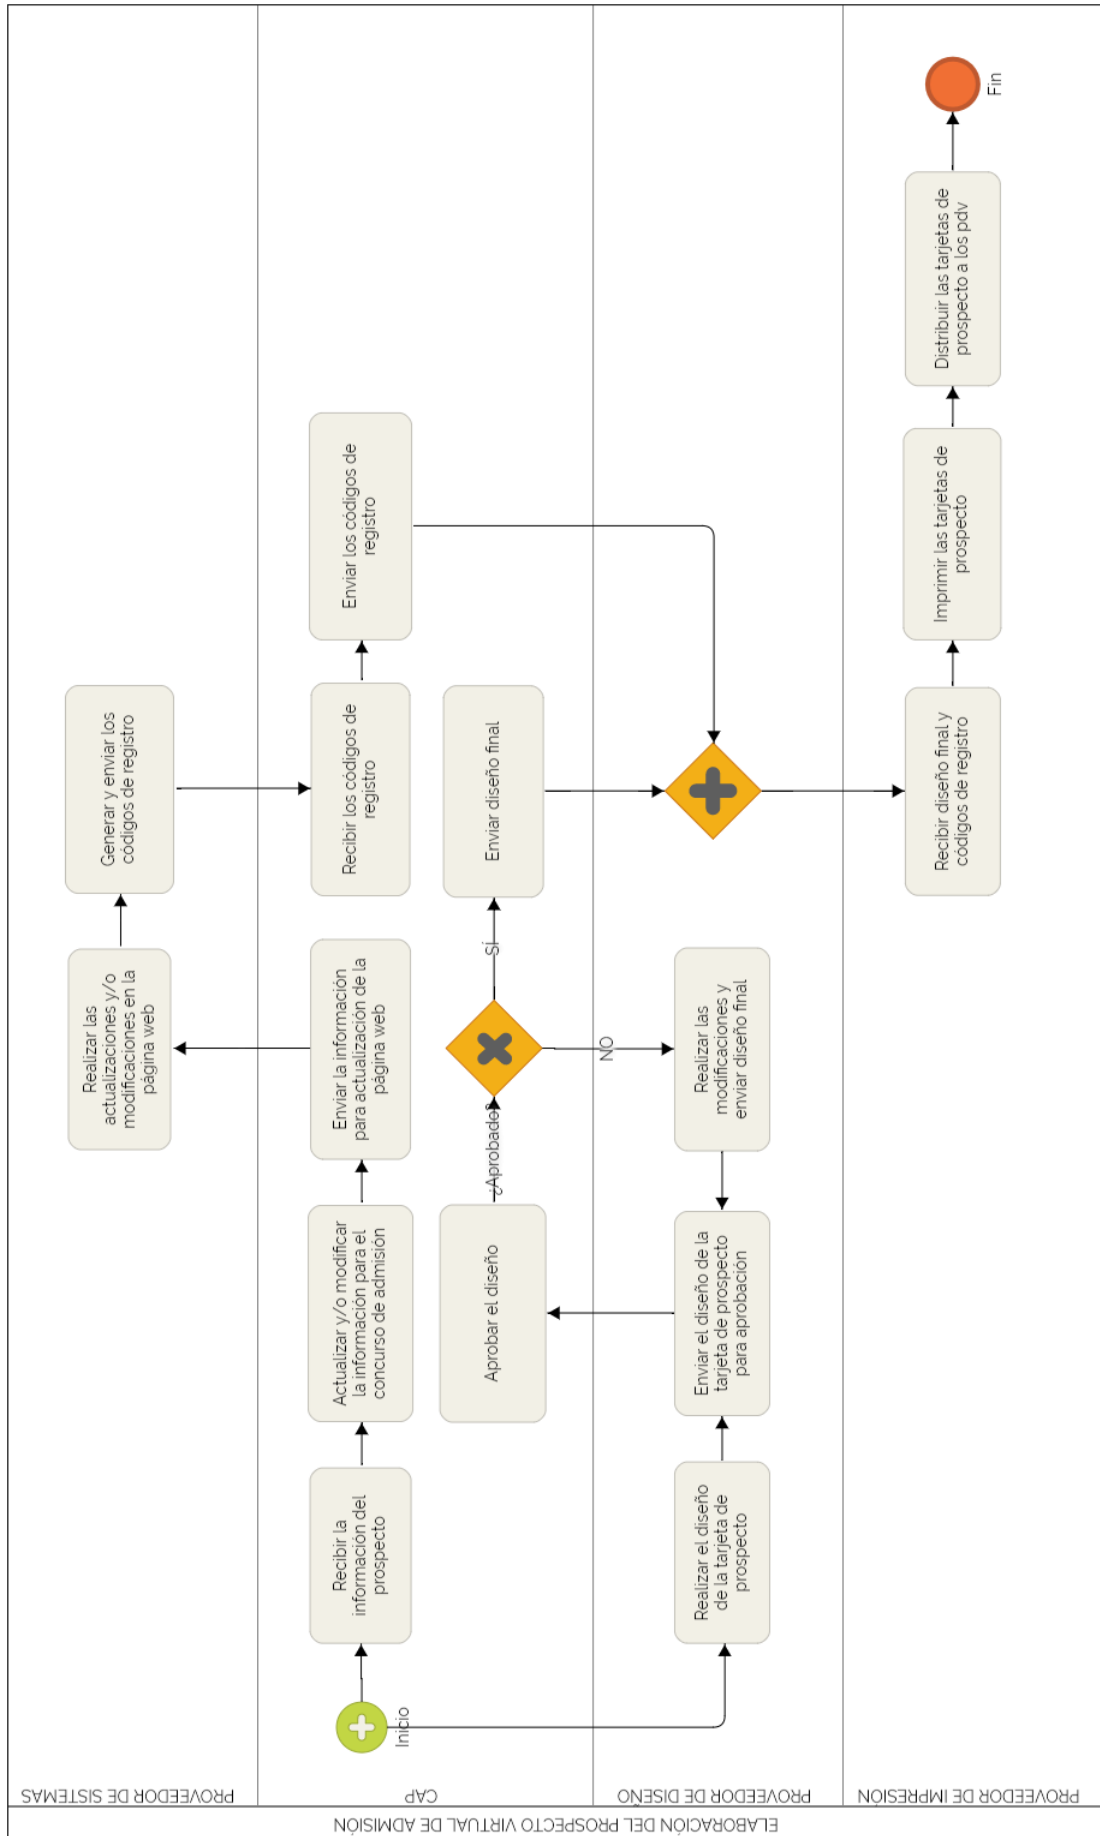 ELABORACIÓN DEL PROSPECTO VIRTUAL DE ADMISIÓN
PROVEEDOR DE SISTEMAS
Realizar las
actualizaciones y/o
modificaciones en la
página web
Generar y enviar los
códigos de registro
CAP
Inicio
Recibir la
información del
prospecto
Actualizar y/o modificar
la información para el
concurso de admisión
Enviar la información
para actualización de la
página web
Recibir los códigos de
registro
Enviar los códigos de
registro
Aprobar el diseño
¿Aprobado?
SÍ
NO
Enviar diseño final
PROVEEDOR DE DISEÑO
Realizar el diseño
de la tarjeta de
prospecto
Enviar el diseño de la
tarjeta de prospecto
para aprobación
Realizar las
modificaciones y
enviar diseño final
PROVEEDOR DE IMPRESIÓN
Recibir diseño final y
códigos de registro
Imprimir las tarjetas de
prospecto
Distribuir las tarjetas de
prospecto a los pdv
Fin